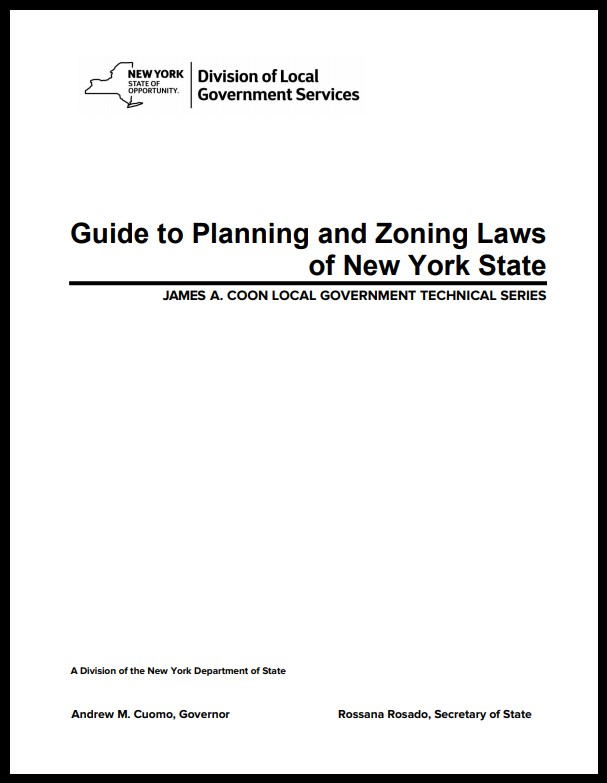 NEW YORK
STATE OF
OPPORTUNITY.
Division of Local
Government Services
Guide to Planning and Zoning Laws
of New York State
JAMES A. COON LOCAL GOVERNMENT TECHNICAL SERIES
A Division of the New York Department of State
Andrew M. Cuomo, Governor
Rossana Rosado, Secretary of State